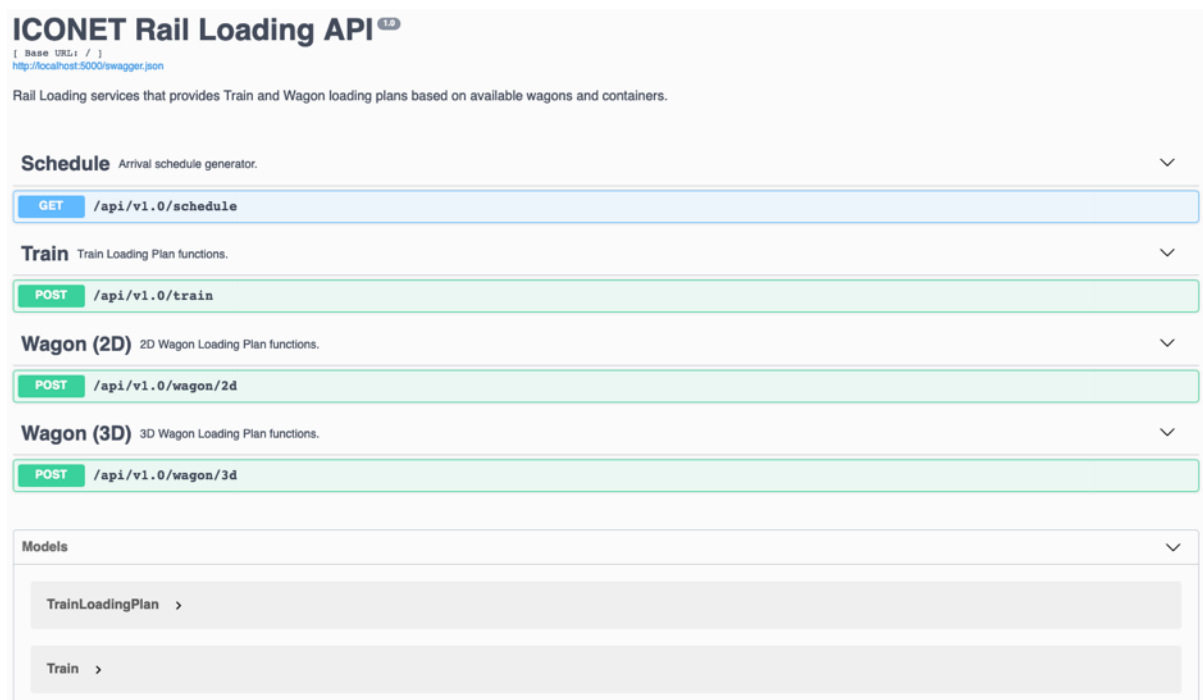 ICONET Rail Loading API 1.0
[ Base URL: / ]
http://localhost:5000/swagger.json
Rail Loading services that provides Train and Wagon loading plans based on available wagons and containers.
Schedule Arrival schedule generator.
GET /api/v1.0/schedule
Train Train Loading Plan functions.
POST /api/v1.0/train
Wagon (2D) 2D Wagon Loading Plan functions.
POST /api/v1.0/wagon/2d
Wagon (3D) 3D Wagon Loading Plan functions.
POST /api/v1.0/wagon/3d
Models
TrainLoadingPlan
Train